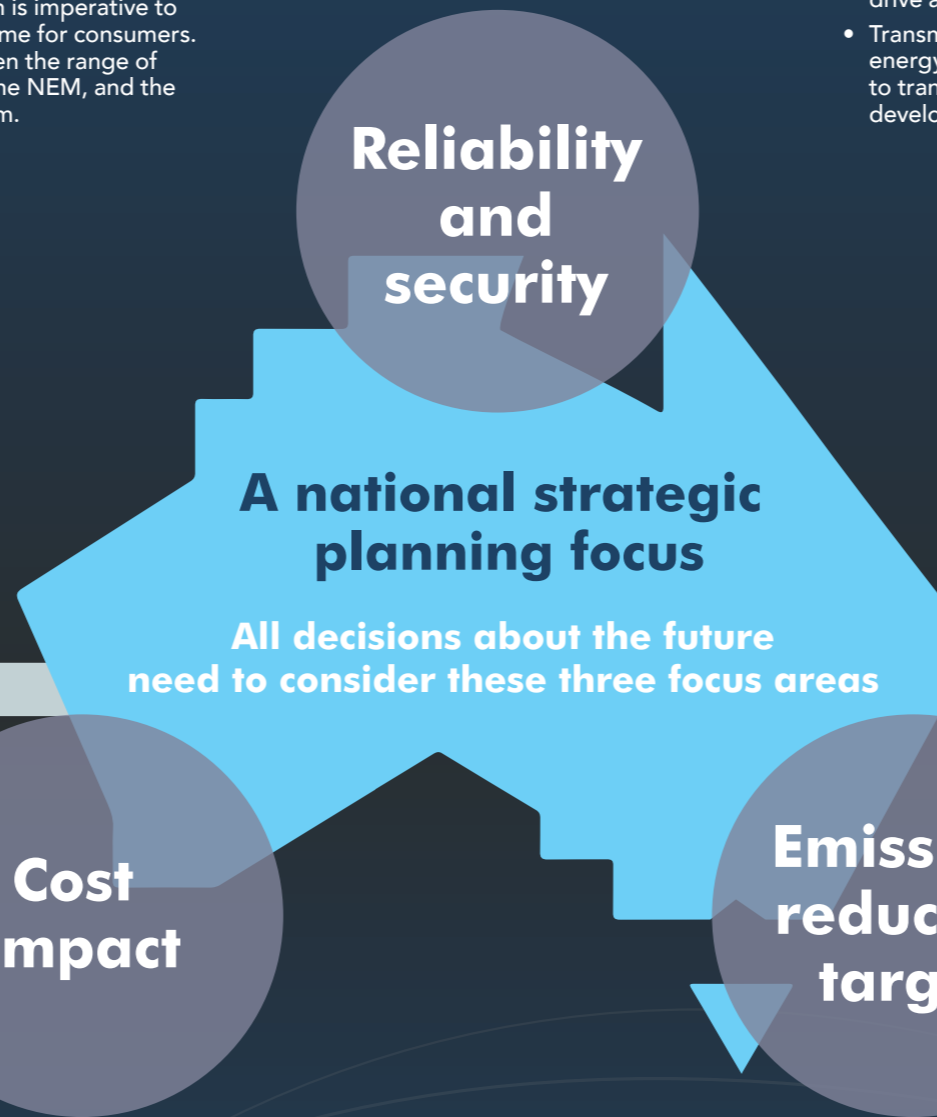 n is imperative to
me for consumers.
en the range of
he NEM, and the
m.
drive a
• Transm
energy
to tran
develo
Reliability
and
security
A national strategic
planning focus
All decisions about the future
need to consider these three focus areas
Cost
mpact
Emiss
reduc
targ